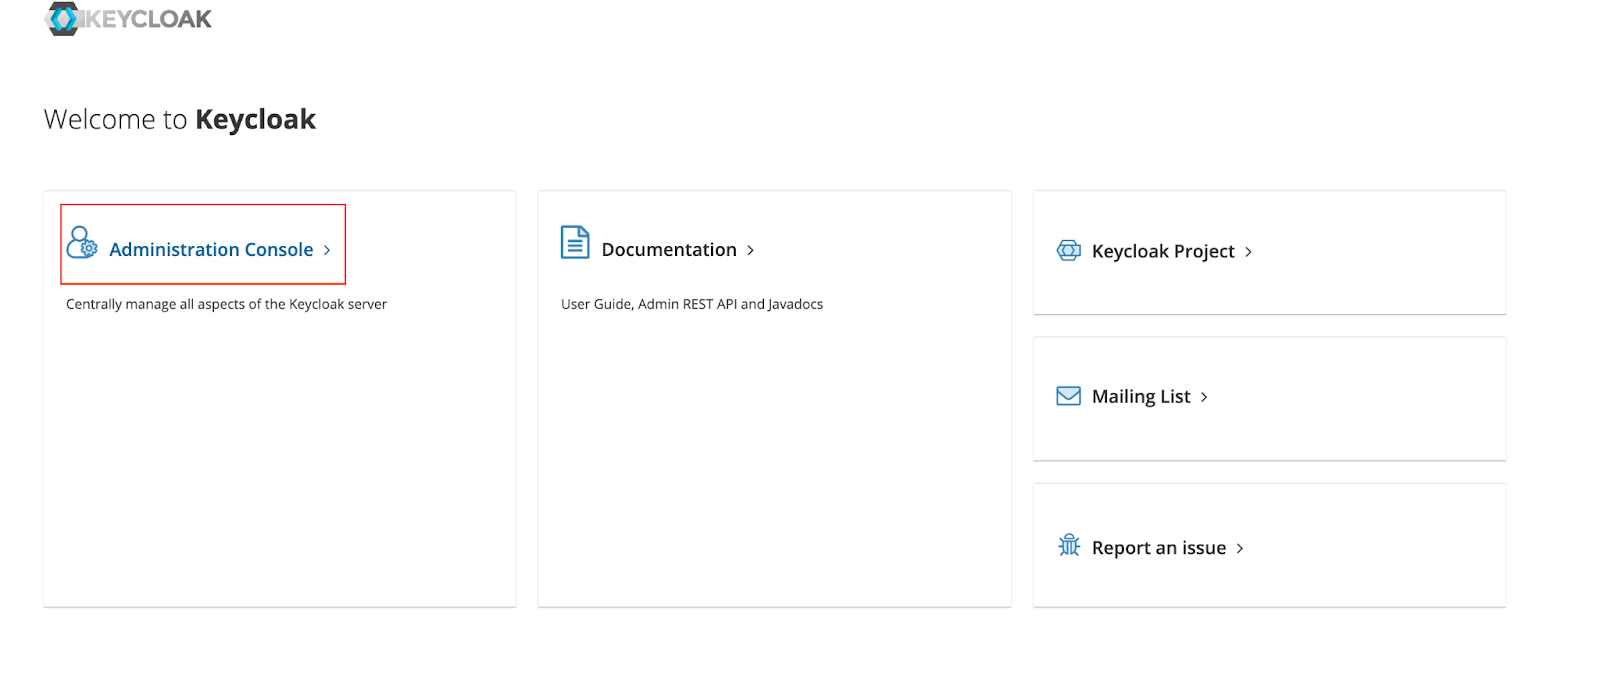 KEYCLOAK
Welcome to Keycloak
Administration Console
Centrally manage all aspects of the Keycloak server
Documentation
User Guide, Admin REST API and Javadocs
Keycloak Project
Mailing List
Report an issue